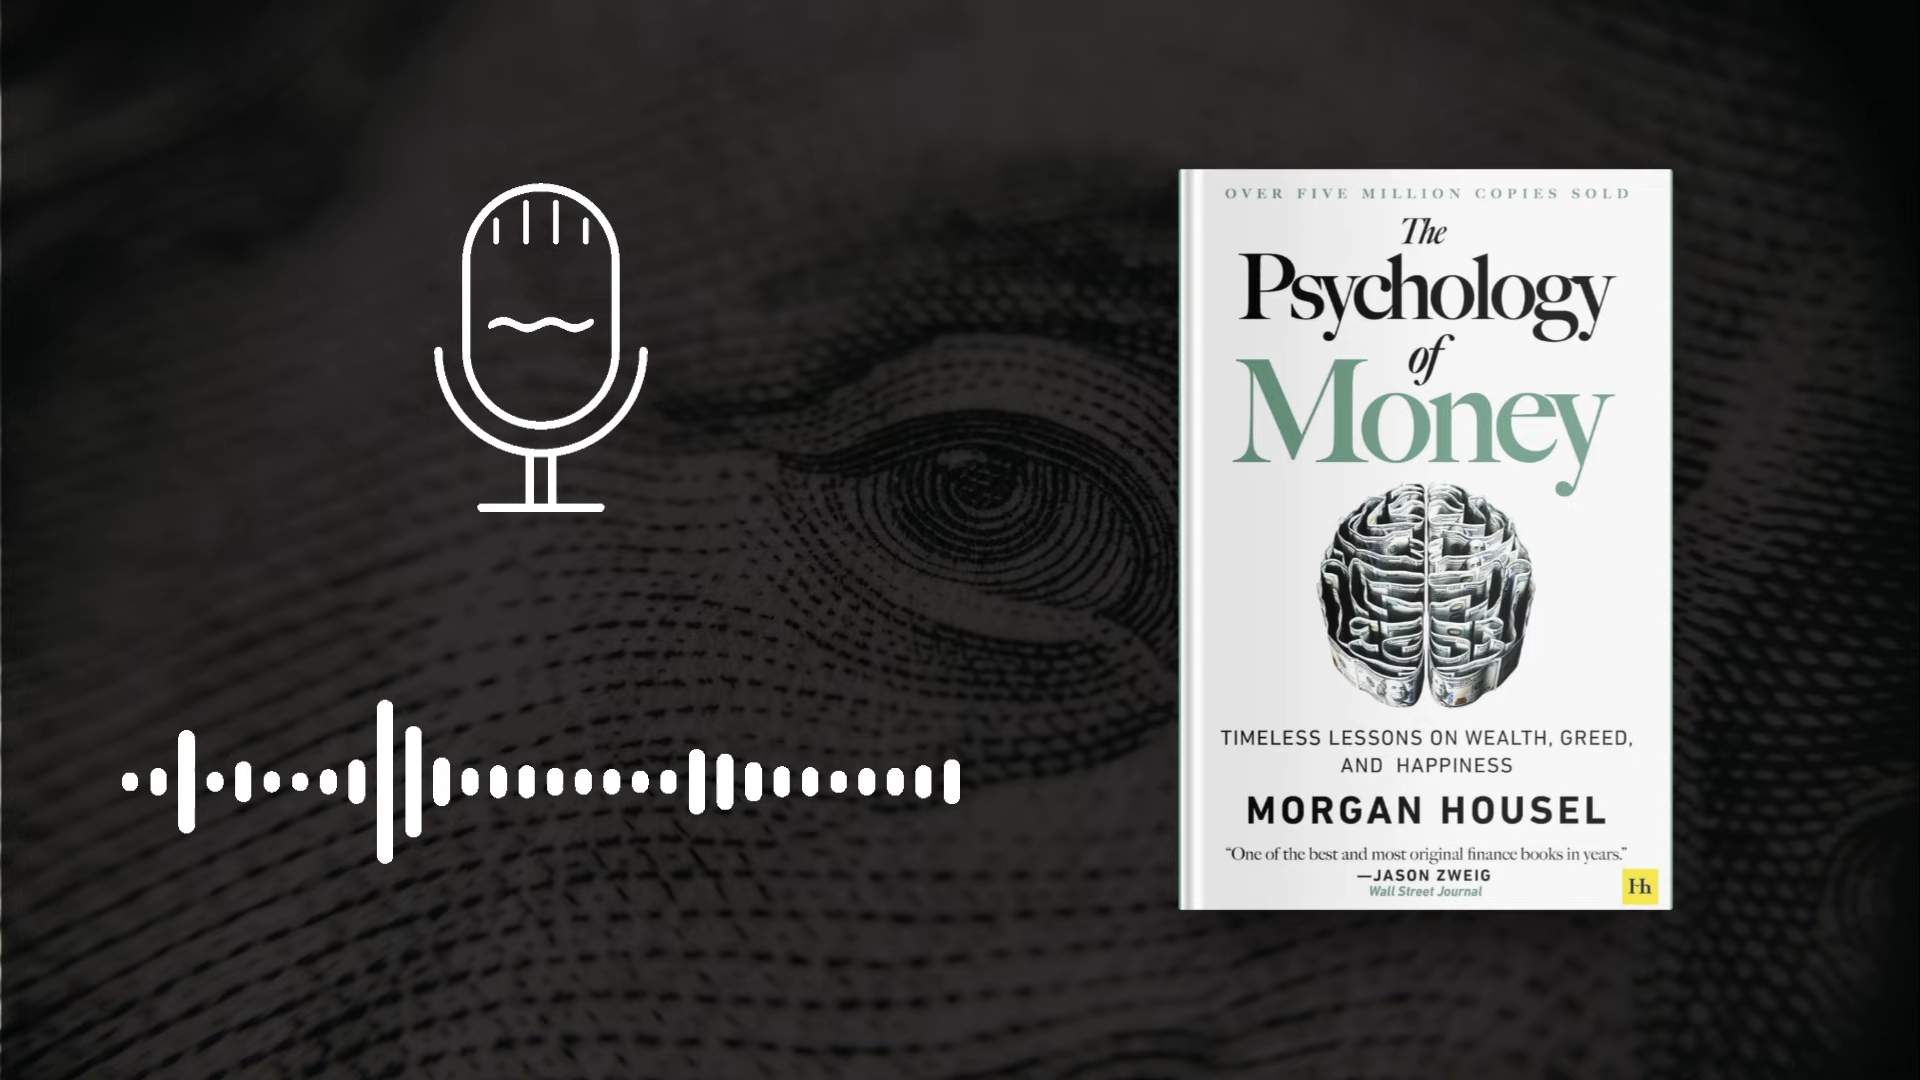 OVER FIVE MILLION COPIES SOLD
The
Psychology
of
Money
TIMELESS LESSONS ON WEALTH, GREED,
AND HAPPINESS
MORGAN HOUSEL
“One of the best and most original finance books in years.”
—JASON ZWEIG
Wall Street Journal
Hh